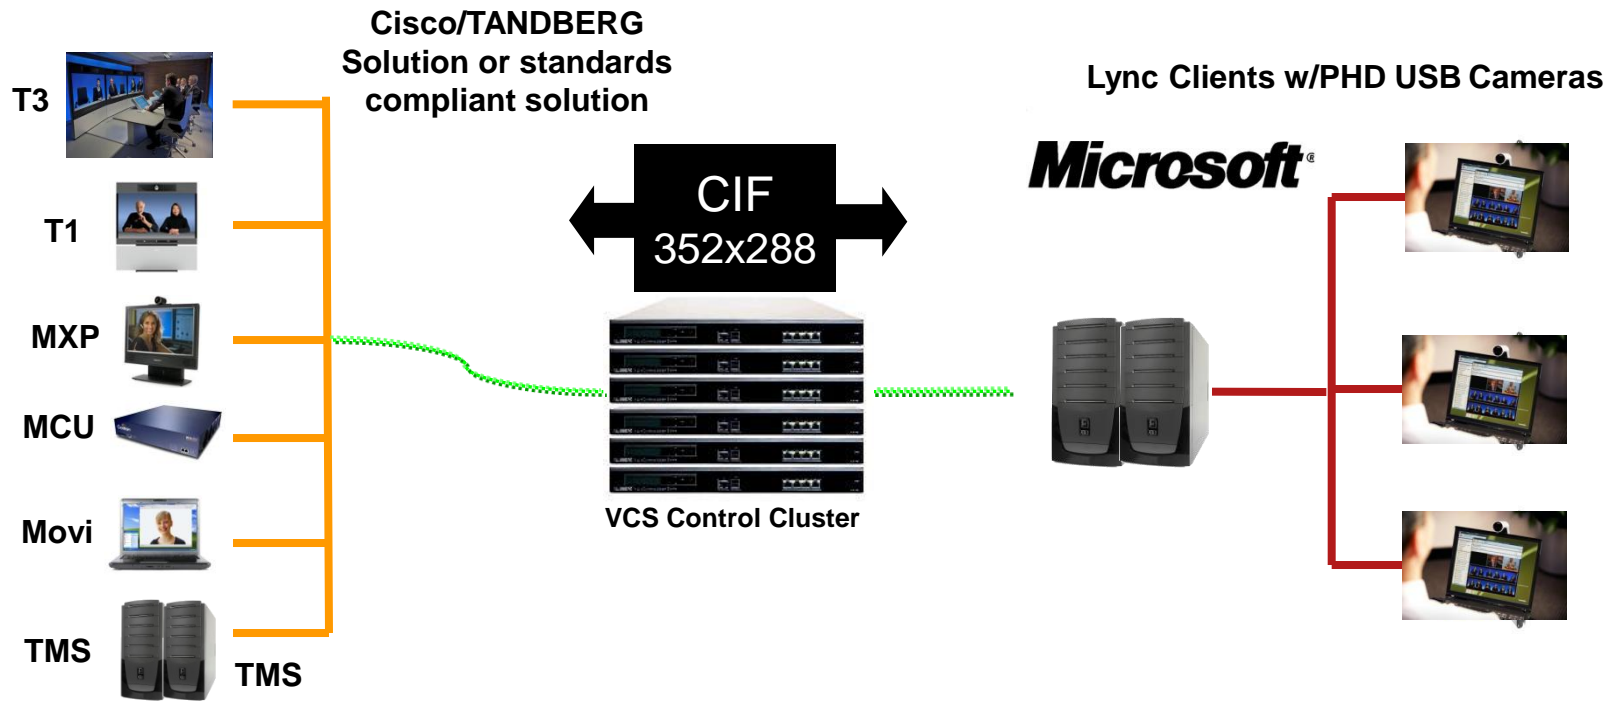 Cisco/TANDBERG
Solution or standards
compliant solution
Lync Clients w/PHD USB Cameras
T3
Microsoft®
CIF
352x288
T1
MXP
MCU
Movi
VCS Control Cluster
TMS
TMS